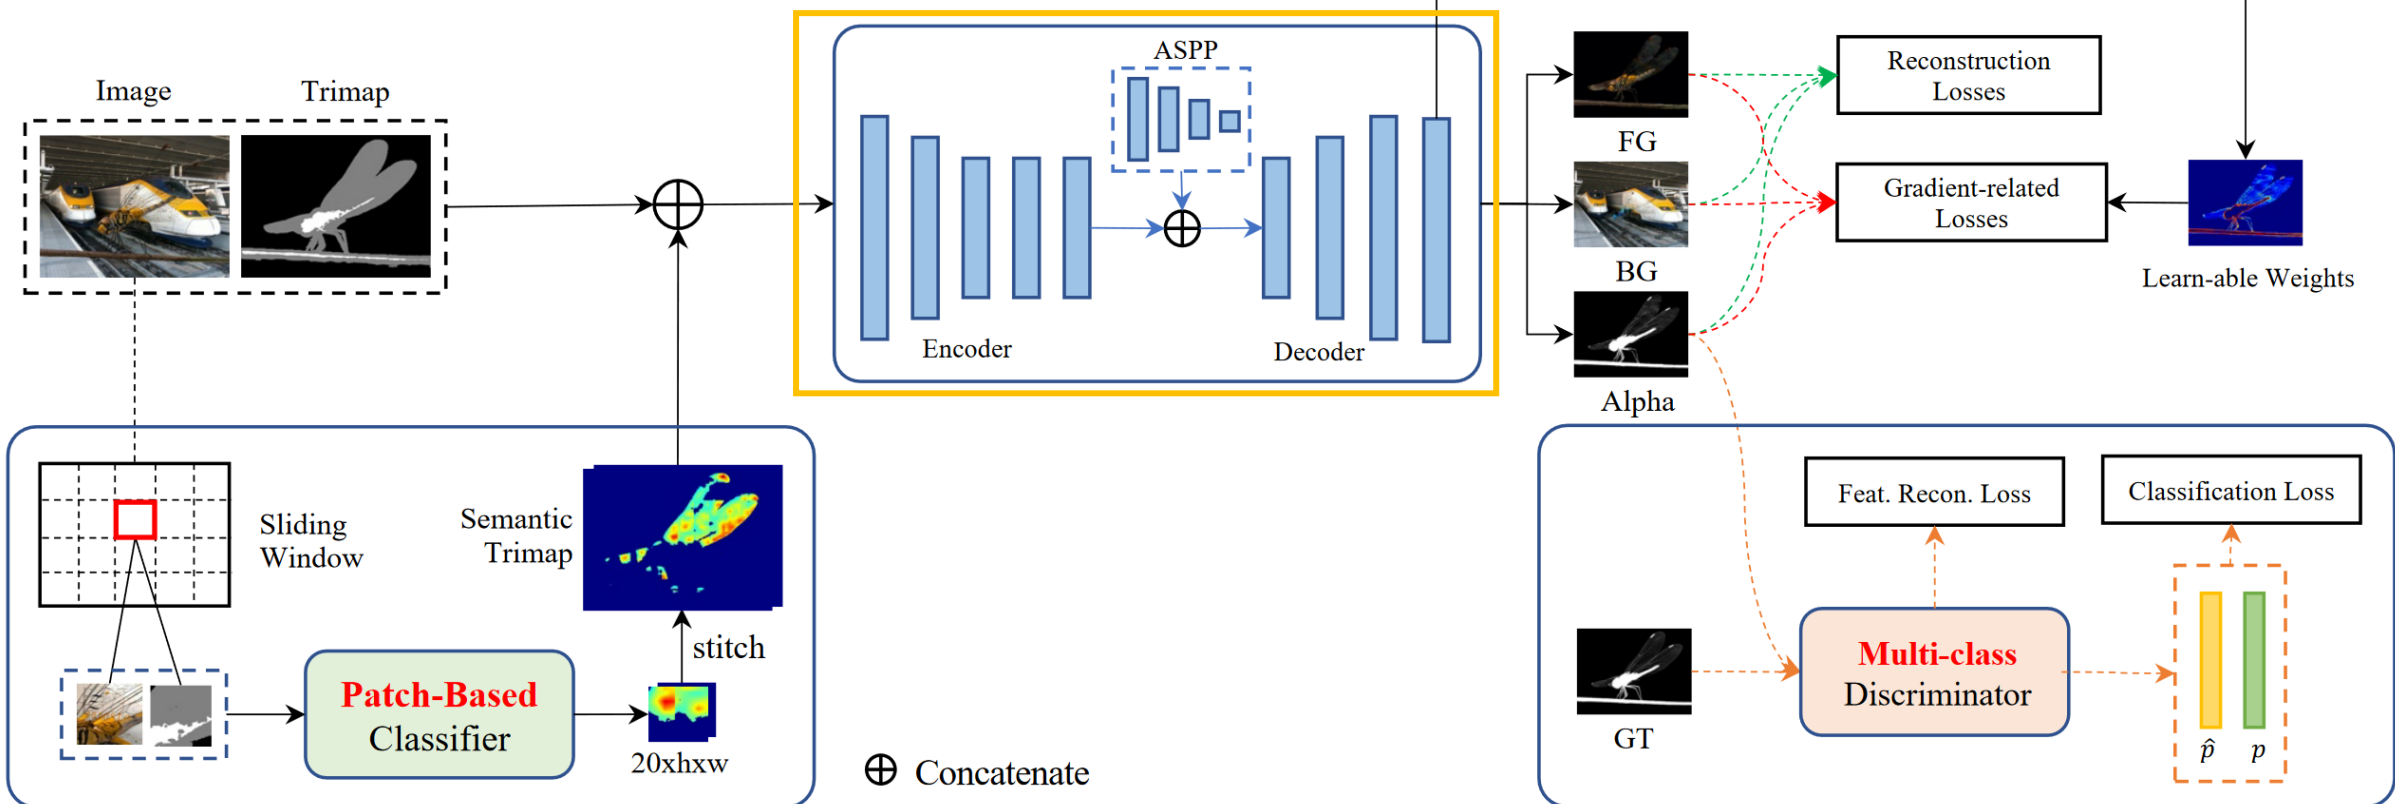 Image
Trimap
ASPP
Encoder
Decoder
FG
BG
Alpha
Reconstruction
Losses
Gradient-related
Losses
Learn-able Weights
Sliding
Window
Semantic
Trimap
stitch
Patch-Based
Classifier
20xhxw
Concatenate
Feat. Recon. Loss
Classification Loss
GT
Multi-class
Discriminator
p̂
p